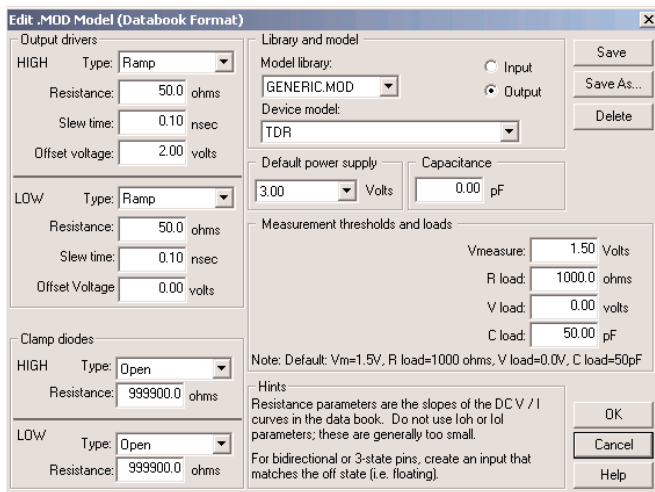 Edit .MOD Model (Databook Format)
Output drivers
HIGH Type: Ramp
Resistance: 50.0 ohms
Slew time: 0.10 nsec
Offset voltage: 2.00 volts
LOW Type: Ramp
Resistance: 50.0 ohms
Slew time: 0.10 nsec
Offset Voltage 0.00 volts
Clamp diodes
HIGH Type: Open
Resistance: 999900.0 ohms
LOW Type: Open
Resistance: 999900.0 ohms
Library and model
Model library:
GENERIC.MOD
Input
Output
Device model:
TDR
Default power supply
3.00 Volts
Capacitance
0.00 pF
Measurement thresholds and loads
Vmeasure: 1.50 Volts
R load: 1000.0 ohms
V load: 0.00 volts
C load: 50.00 pF
Note: Default: Vm=1.5V, R load=1000 ohms, V load=0.0V, C load=50pF
Hints
Resistance parameters are the slopes of the DC V / I
curves in the data book. Do not use Ioh or Iol
parameters; these are generally too small.
For bidirectional or 3-state pins, create an input that
matches the off state (i.e. floating).
Save
Save As...
Delete
OK
Cancel
Help